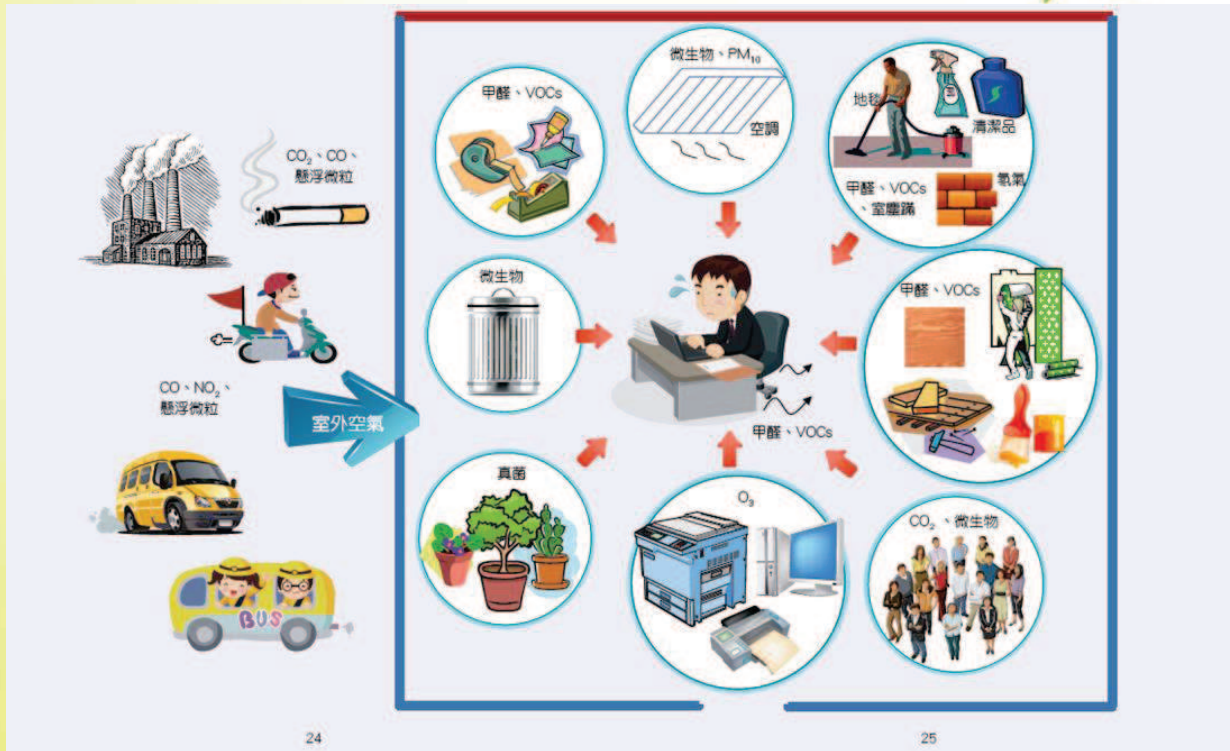 CO₂、CO、
懸浮微粒
CO、NO₂、
懸浮微粒
室外空氣
BUS
甲醛、VOCs
微生物、PM₁₀
空調
地毯
清潔品
甲醛、VOCs
、室塵蹣
氡氣
微生物
甲醛、VOCs
甲醛、VOCs
真菌
O₃
CO₂、微生物
24
25